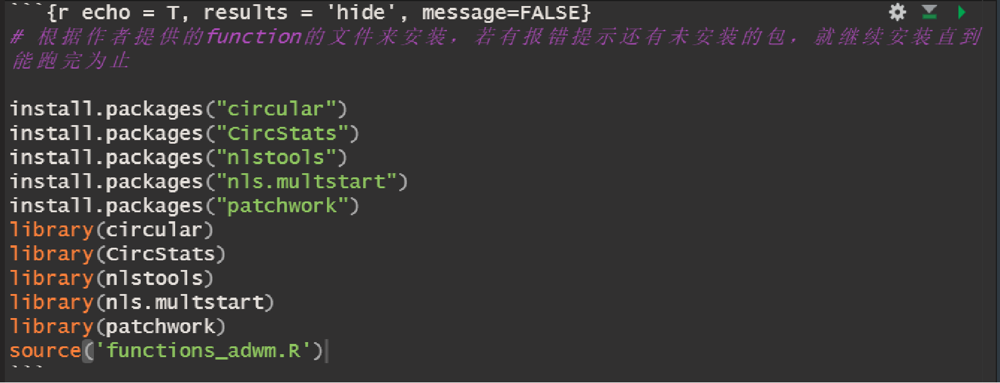 ```{r echo = T, results = 'hide', message=FALSE}
# 根据作者提供的function的文件来安装，若有报错提示还有未安装的包，就继续安装直到
能跑完为止
install.packages("circular")
install.packages("CircStats")
install.packages("nlstools")
install.packages("nls.multstart")
install.packages("patchwork")
library(circular)
library(CircStats)
library(nlstools)
library(nls.multstart)
library(patchwork)
source('functions_adwm.R')
```